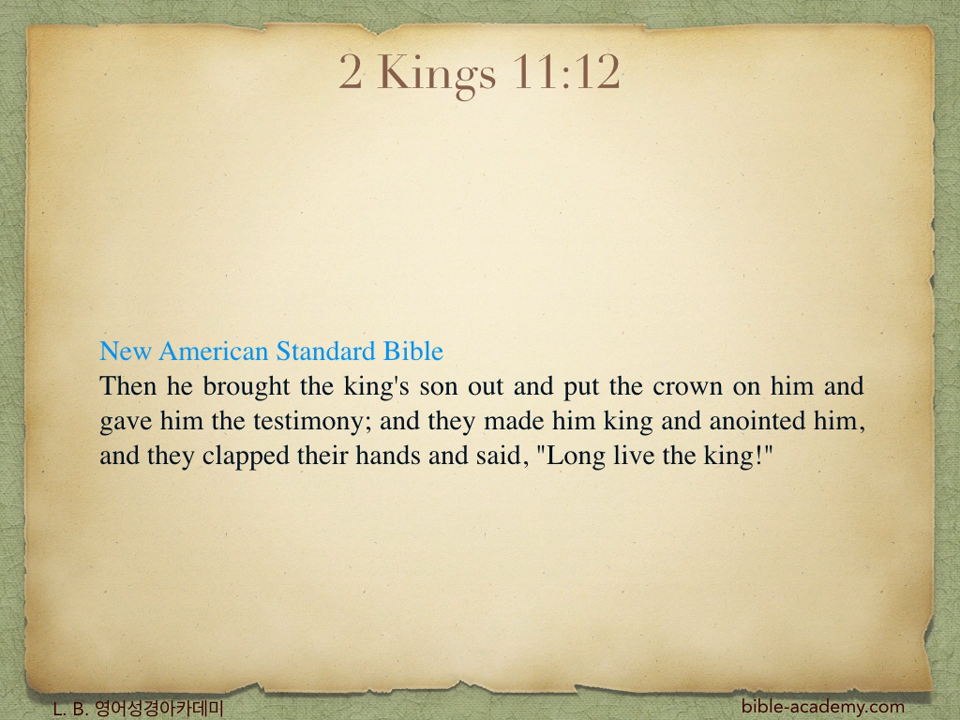 2 Kings 11:12
New American Standard Bible
Then he brought the king's son out and put the crown on him and
gave him the testimony; and they made him king and anointed him,
and they clapped their hands and said, "Long live the king!"
L. B. 영어성경아카데미
bible-academy.com